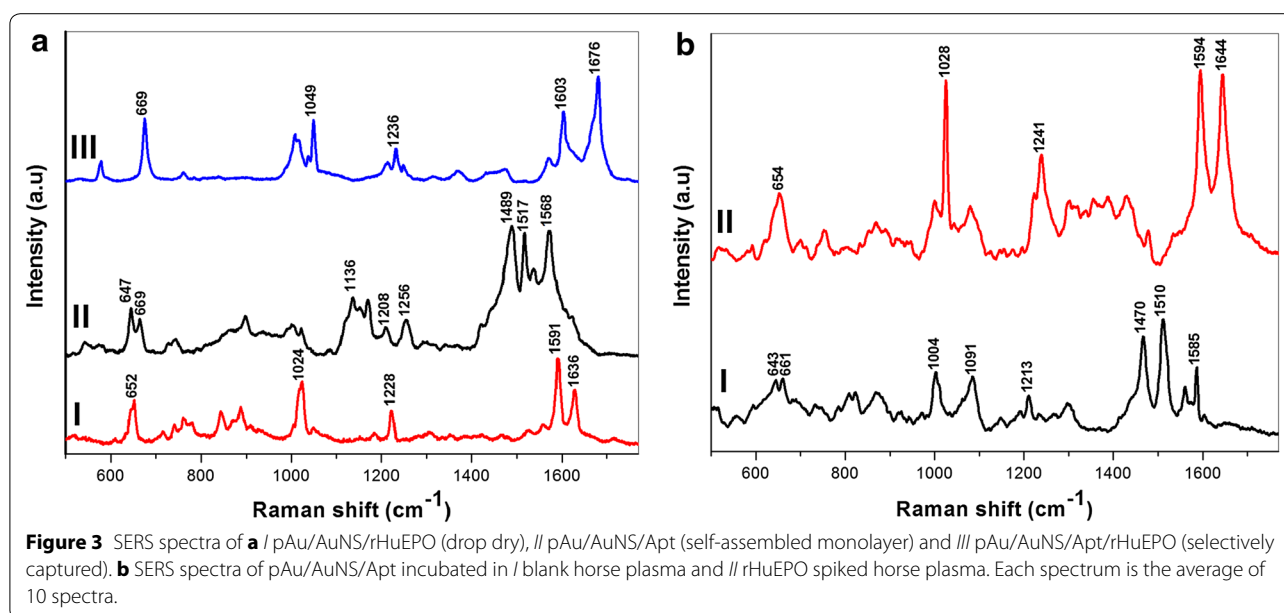 a
III
669
1049
1236
1603
1676
II
647
669
1136
1208
1256
1489
1517
1568
I
652
1024
1228
1591
1636
Intensity (a.u)
600 800 1000 1200 1400 1600
Raman shift (cm-1)
b
II
654
1028
1241
1594
1644
I
643
661
1004
1091
1213
1470
1510
1585
Intensity (a.u)
600 800 1000 1200 1400 1600
Raman shift (cm-1)
Figure 3 SERS spectra of a I pAu/AuNS/rHuEPO (drop dry), II pAu/AuNS/Apt (self-assembled monolayer) and III pAu/AuNS/Apt/rHuEPO (selectively
captured). b SERS spectra of pAu/AuNS/Apt incubated in I blank horse plasma and II rHuEPO spiked horse plasma. Each spectrum is the average of
10 spectra.